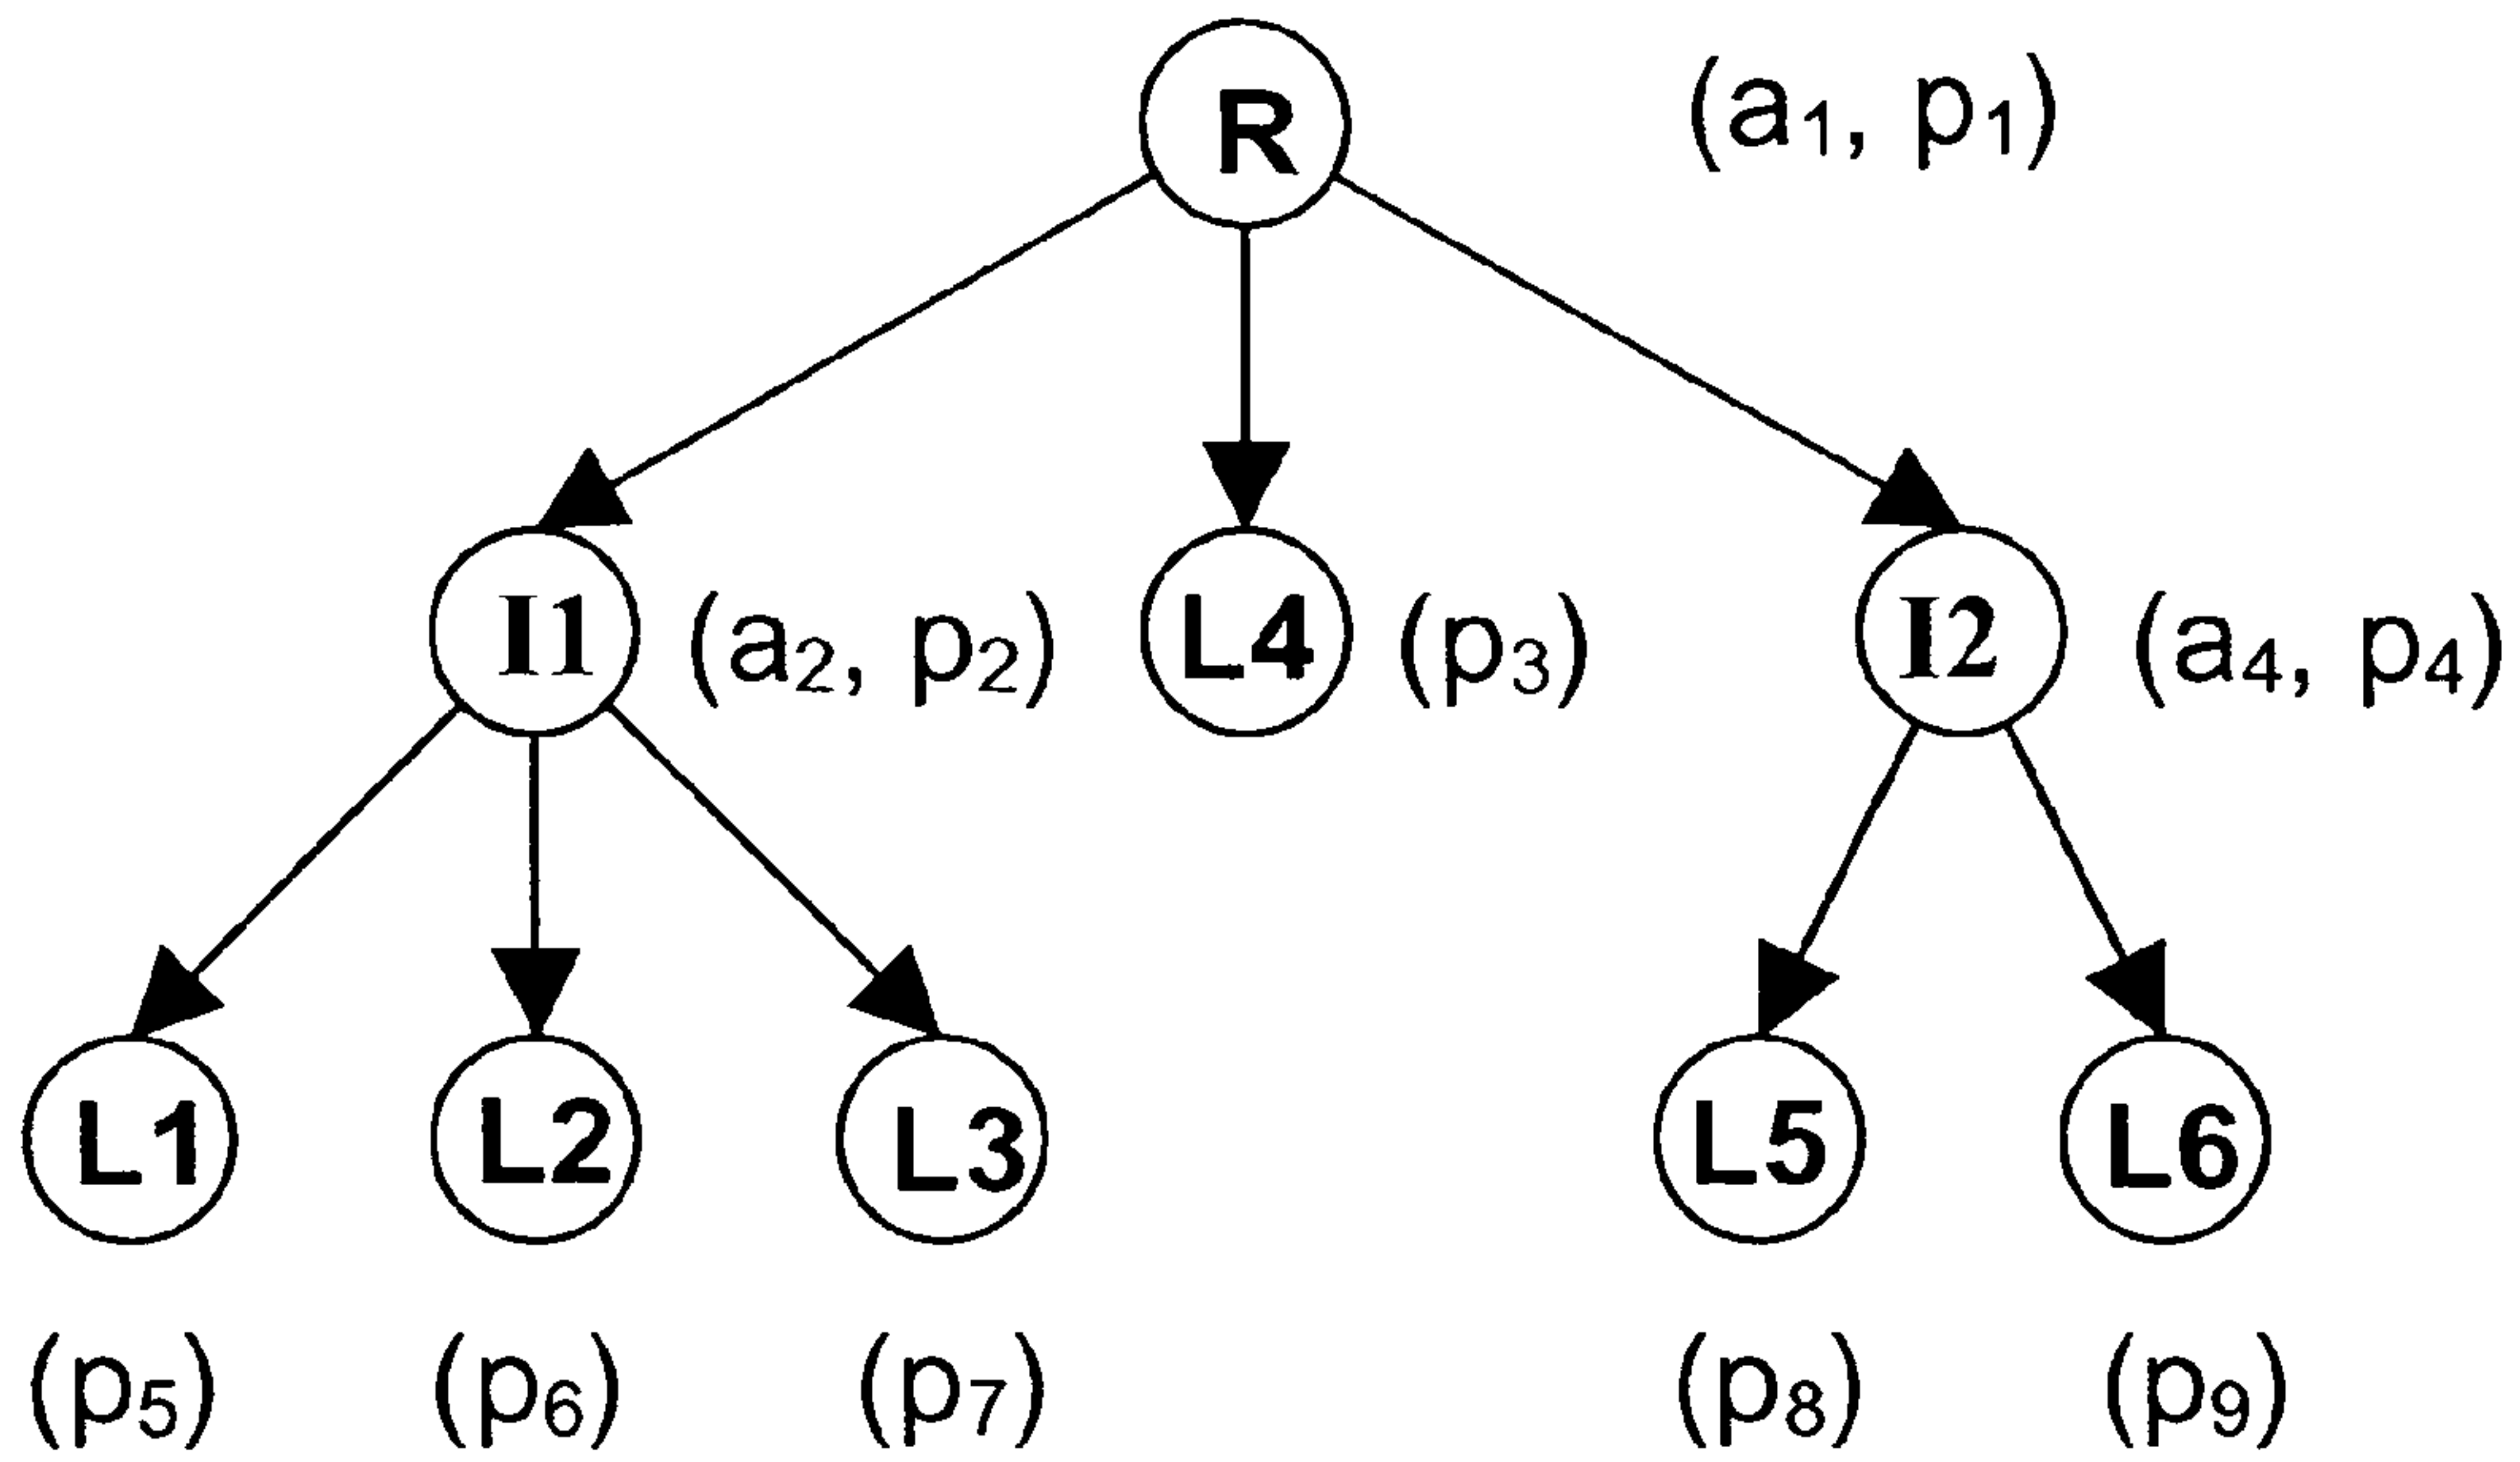 R (a1, p1)
I1 (a2, p2) L4 (p3) I2 (a4, p4)
L1 L2 L3 L5 L6
(p5) (p6) (p7) (p8) (p9)